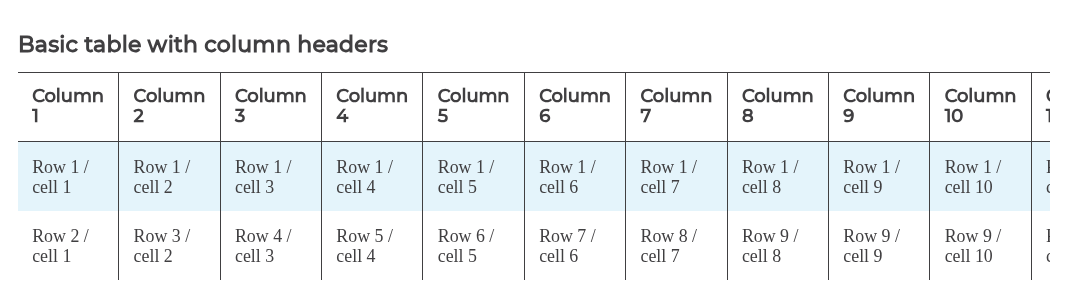 Basic table with column headers
Column Column Column Column Column Column Column Column Column Column
1 2 3 4 5 6 7 8 9 10
Row 1 / Row 1 / Row 1 / Row 1 / Row 1 / Row 1 / Row 1 / Row 1 / Row 1 / Row 1 /
cell 1 cell 2 cell 3 cell 4 cell 5 cell 6 cell 7 cell 8 cell 9 cell 10
Row 2 / Row 3 / Row 4 / Row 5 / Row 6 / Row 7 / Row 8 / Row 9 / Row 9 / Row 9 /
cell 1 cell 2 cell 3 cell 4 cell 5 cell 6 cell 7 cell 8 cell 9 cell 10